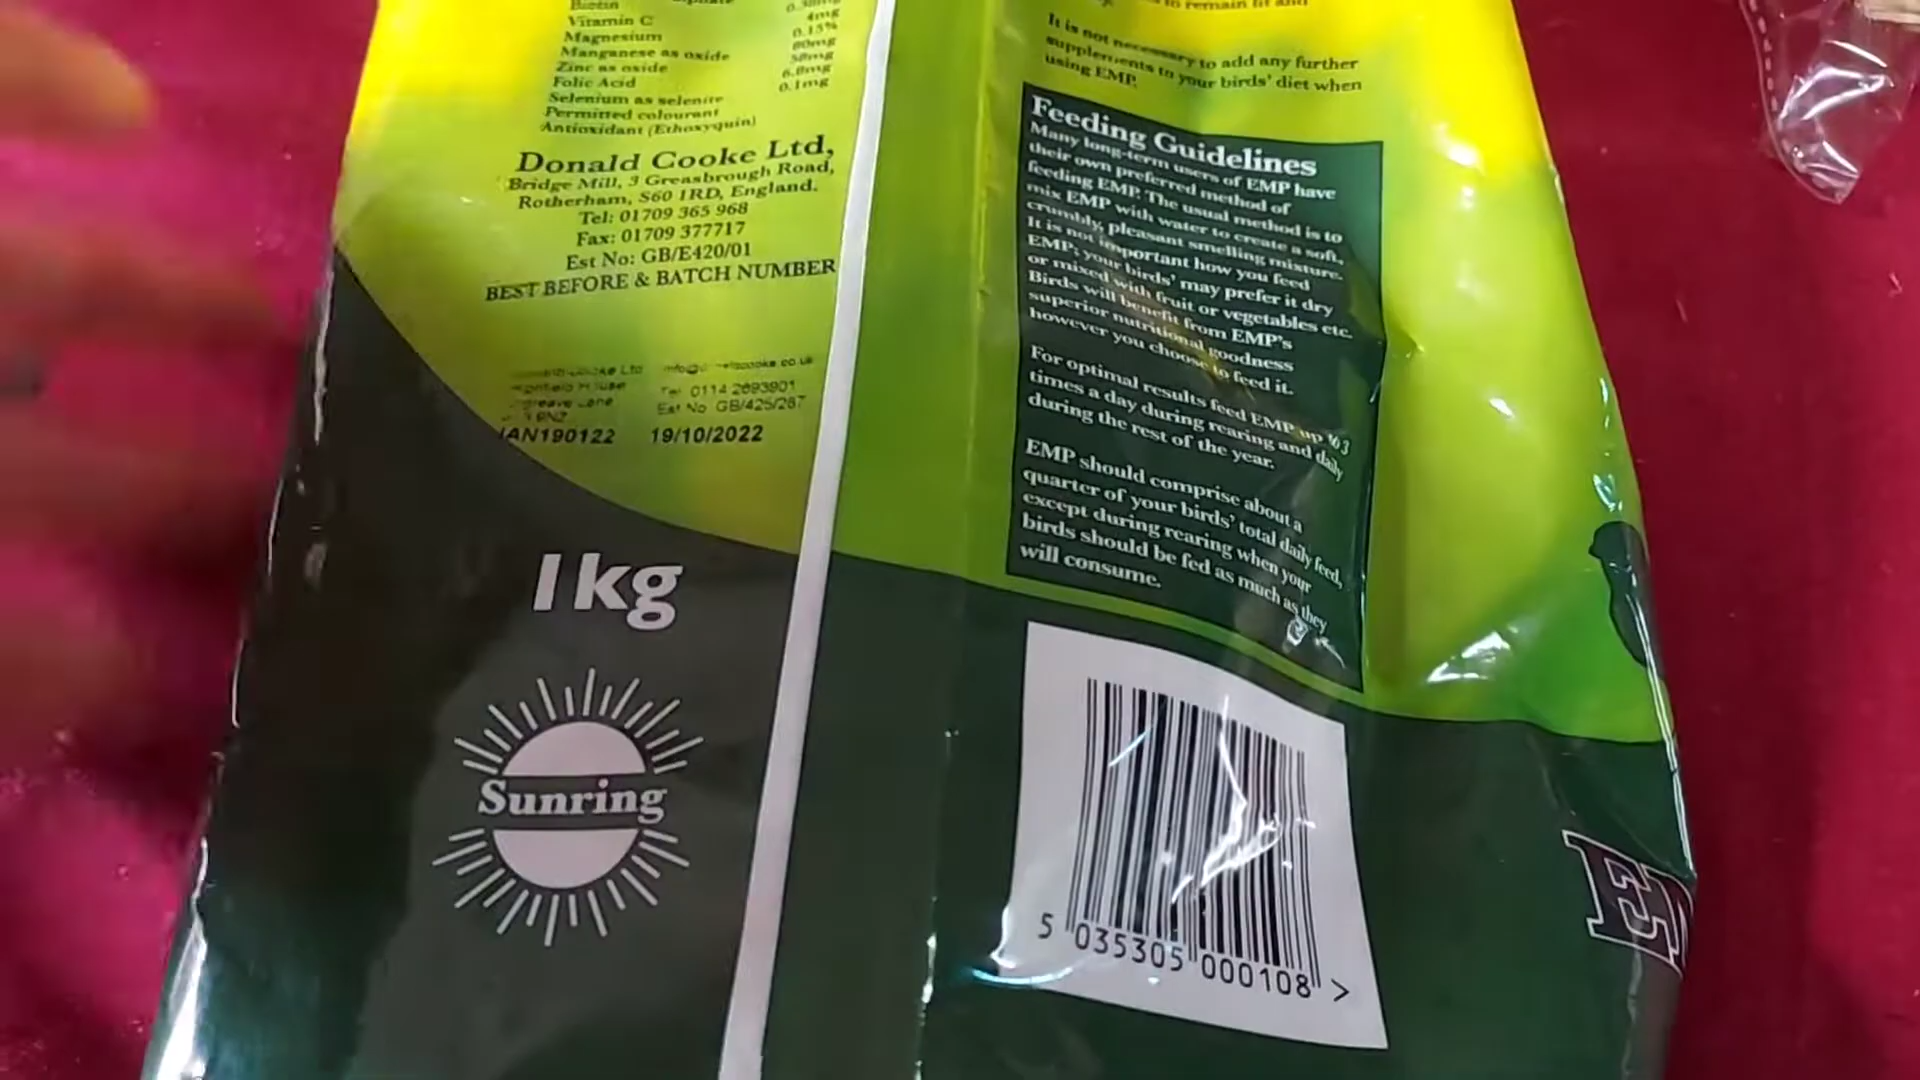 Biotin
Vitamin C 4mg
Magnesium 0.15%
Manganese as oxide 80mg
Zinc as oxide 50mg
Folic Acid 6.0mg
Selenium as selenite 0.1mg
Permitted colourant
Antioxidant (Ethoxyquin)
Donald Cooke Ltd,
Bridge Mill, 3 Greasbrough Road,
Rotherham, S60 1RD, England.
Tel: 01709 365 968
Fax: 01709 377717
Est No: GB/E420/01
BEST BEFORE & BATCH NUMBER
Tel 0114 2693901
Est No GB/425/287
JAN190122 19/10/2022
1kg
Sunring
to remain fit and
It is not necessary to add any further
supplements to your birds' diet when
using EMP.
Feeding Guidelines
Many long-term users of EMP have
their own preferred method of
feeding EMP. The usual method is to
mix EMP with water to create a soft,
crumbly, pleasant smelling mixture.
It is not important how you feed
EMP; your birds' may prefer it dry
or mixed with fruit or vegetables etc.
Birds will benefit from EMP's
superior nutritional goodness
however you choose to feed it.
For optimal results feed EMP up to 3
times a day during rearing and daily
during the rest of the year.
EMP should comprise about a
quarter of your birds' total daily feed,
except during rearing when your
birds should be fed as much as they
will consume.
5 035305 000108 >